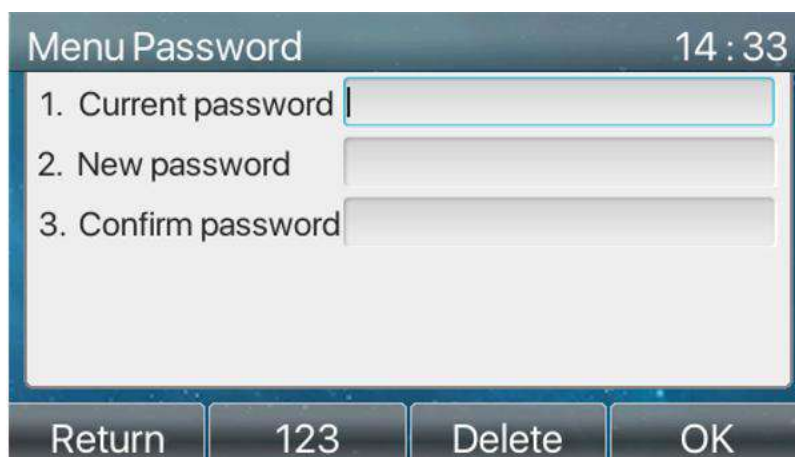 Menu Password 14:33
1. Current password
2. New password
3. Confirm password
Return 123 Delete OK